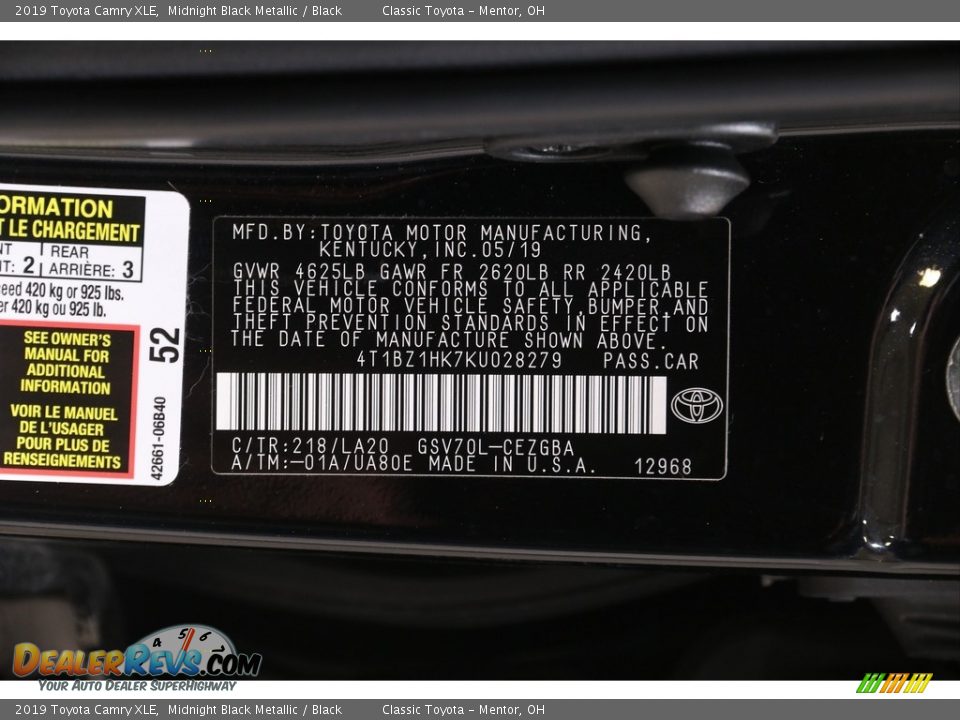 2019 Toyota Camry XLE, Midnight Black Metallic / Black Classic Toyota - Mentor, OH
ORMATION
LE CHARGEMENT
REAR
2 ARRIÈRE: 3
420 kg or 925 lbs.
420 kg ou 925 lb.
SEE OWNER'S
MANUAL FOR
ADDITIONAL
INFORMATION
VOIR LE MANUEL
DE L'USAGER
POUR PLUS DE
RENSEIGNEMENTS
52
42661-06B40
MFD.BY:TOYOTA MOTOR MANUFACTURING,
KENTUCKY,INC.05/19
GVWR 4625LB GAWR FR 2620LB RR 2420LB
THIS VEHICLE CONFORMS TO ALL APPLICABLE
FEDERAL MOTOR VEHICLE SAFETY,BUMPER,AND
THEFT PREVENTION STANDARDS IN EFFECT ON
THE DATE OF MANUFACTURE SHOWN ABOVE.
4T1BZ1HK7KU028279 PASS.CAR
C/TR:218/LA20 GSV70L-CEZGBA
A/TM:-01A/UA80E MADE IN U.S.A. 12968
4 5 6
DEALERREVS.COM
YOUR AUTO DEALER SUPERHIGHWAY
2019 Toyota Camry XLE, Midnight Black Metallic / Black Classic Toyota - Mentor, OH